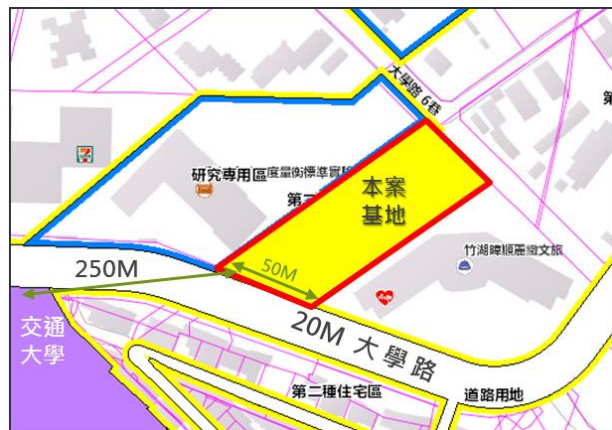 大學路 6巷
第
7
度量衡標準實驗
研究專用區
第二
本案
基地
竹湖暐順麗緻文旅
250M
50M
交通
大學
20M 大學路
第二種住宅區
道路用地